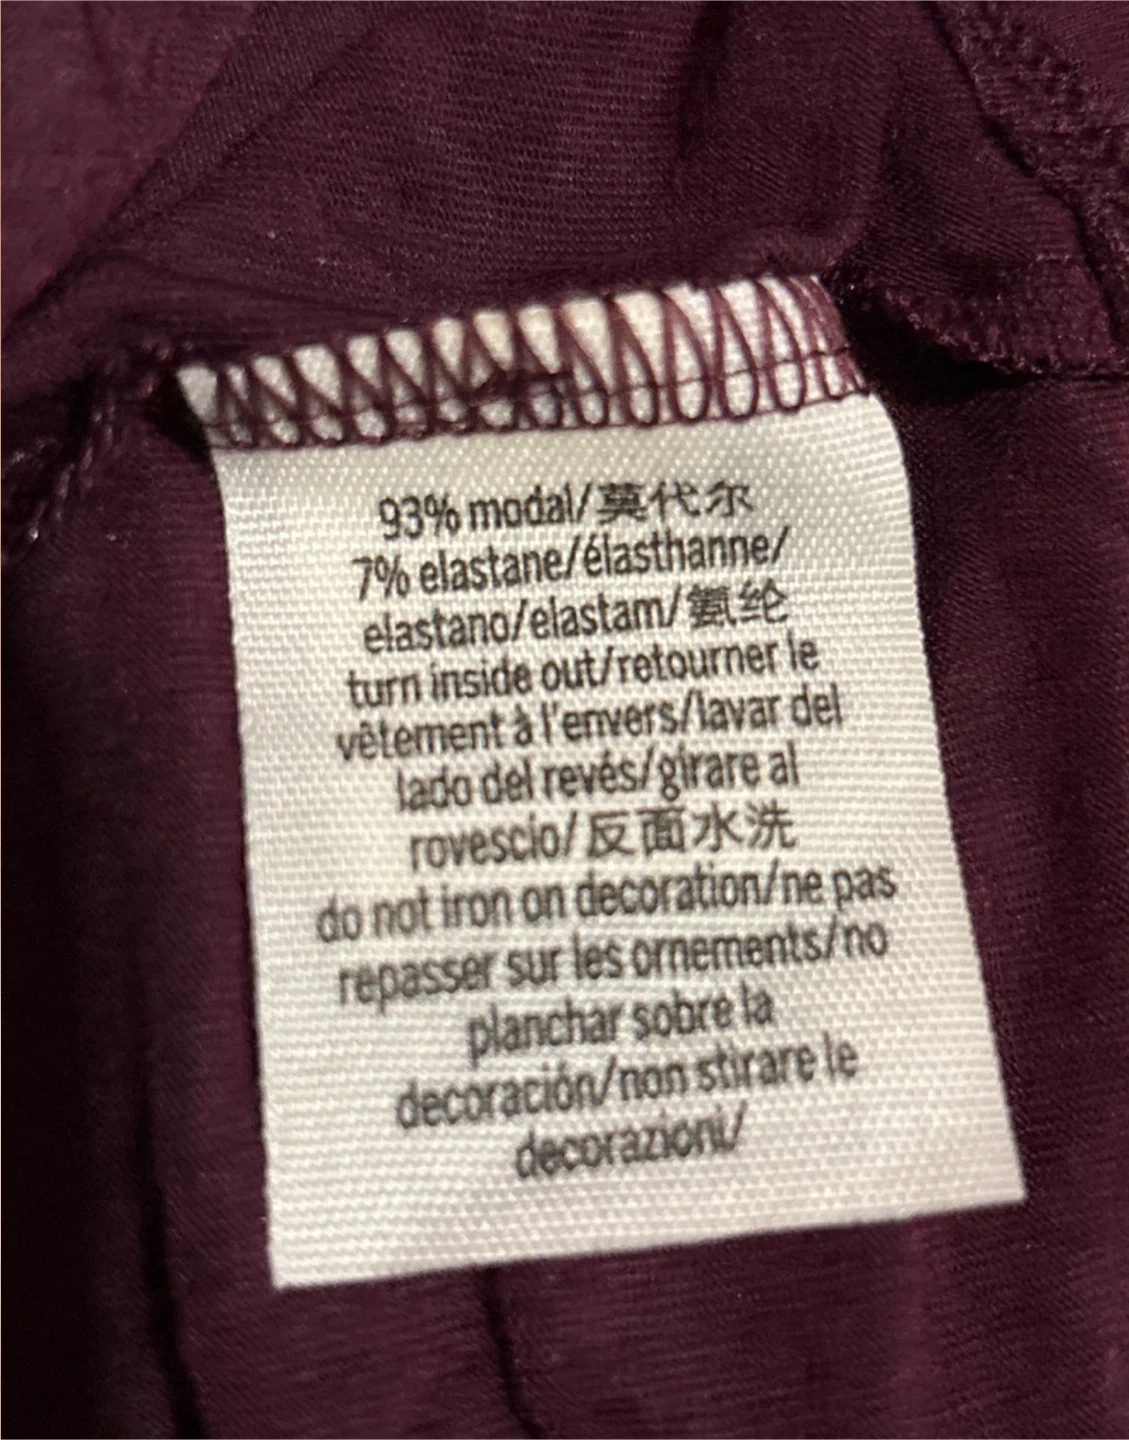 93% modal/莫代尔
7% elastane/élasthanne/
elastano/elastam/氨纶
turn inside out/retourner le
vêtement à l'envers/lavar del
lado del revés/girare al
rovescio/反面水洗
do not iron on decoration/ne pas
repasser sur les ornements/no
planchar sobre la
decoración/non stirare le
decorazioni/